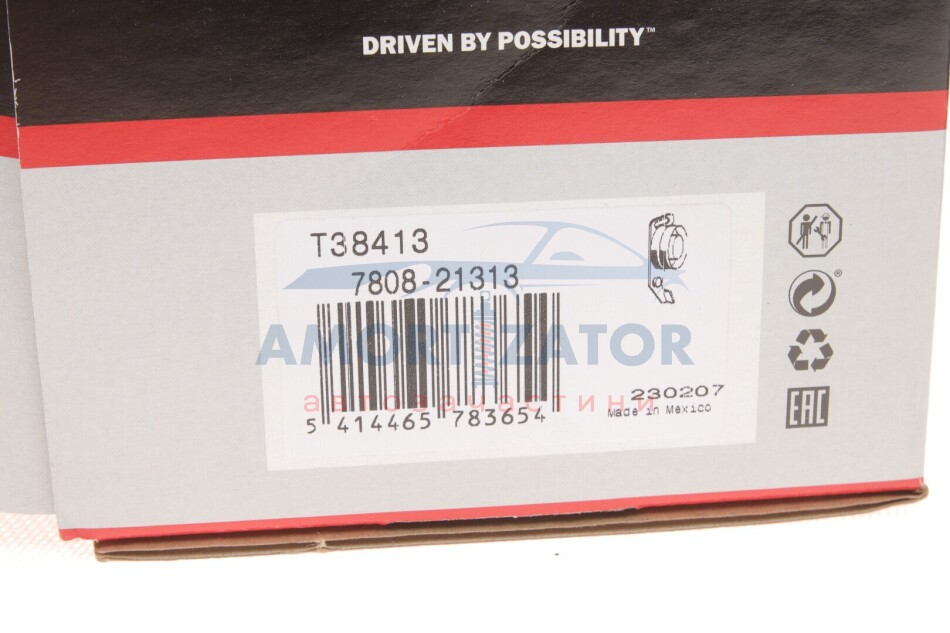 DRIVEN BY POSSIBILITY™
T38413
7808-21313
AMORTIZATOR
автозапчастини
5 414465 783654
230207
Made in Mexico
®
EAC